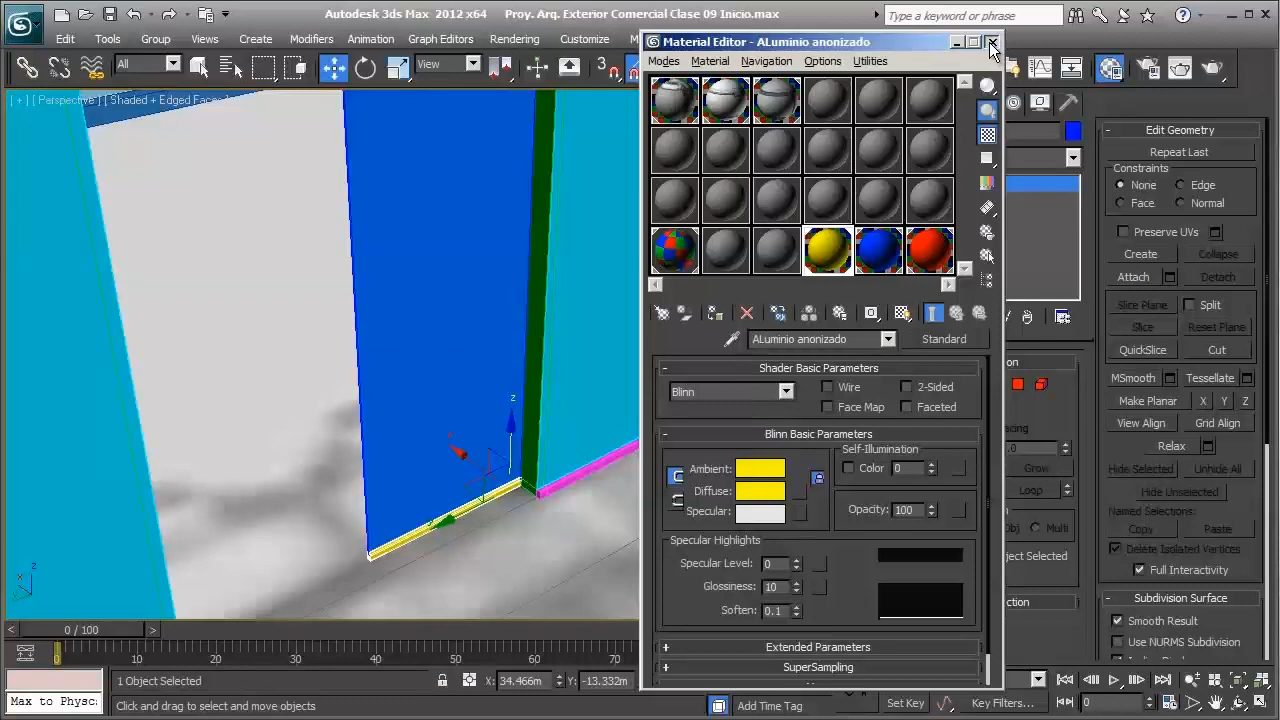 Autodesk 3ds Max 2012 x64
Proy. Arq. Exterior Comercial Clase 09 Inicio.max
Type a keyword or phrase
Edit
Tools
Group
Views
Create
Modifiers
Animation
Graph Editors
Rendering
Customize
All
View
3
[ + ] [ Perspective ] [ Shaded + Edged Faces
Material Editor - ALuminio anonizado
Modes
Material
Navigation
Options
Utilities
ALuminio anonizado
Standard
Shader Basic Parameters
Blinn
Wire
2-Sided
Face Map
Faceted
Blinn Basic Parameters
Ambient:
Diffuse:
Specular:
Self-Illumination
Color
0
Opacity:
100
Specular Highlights
Specular Level:
0
Glossiness:
10
Soften:
0.1
Extended Parameters
SuperSampling
Edit Geometry
Repeat Last
Constraints
None
Edge
Face
Normal
Preserve UVs
Create
Collapse
Attach
Detach
Slice Plane
Split
Slice
Reset Plane
QuickSlice
Cut
MSmooth
Tessellate
Make Planar
X
Y
Z
View Align
Grid Align
Relax
Hide Selected
Unhide All
Hide Unselected
Named Selections:
Copy
Paste
Delete Isolated Vertices
Full Interactivity
Subdivision Surface
Smooth Result
Use NURMS Subdivision
Grow
Loop
Multi
z
x
y
z
0 / 100
0
10
20
30
40
50
60
70
1 Object Selected
X:
34.466m
Y:
-13.332m
Max to Physc:
Click and drag to select and move objects
Add Time Tag
Set Key
Key Filters...
0